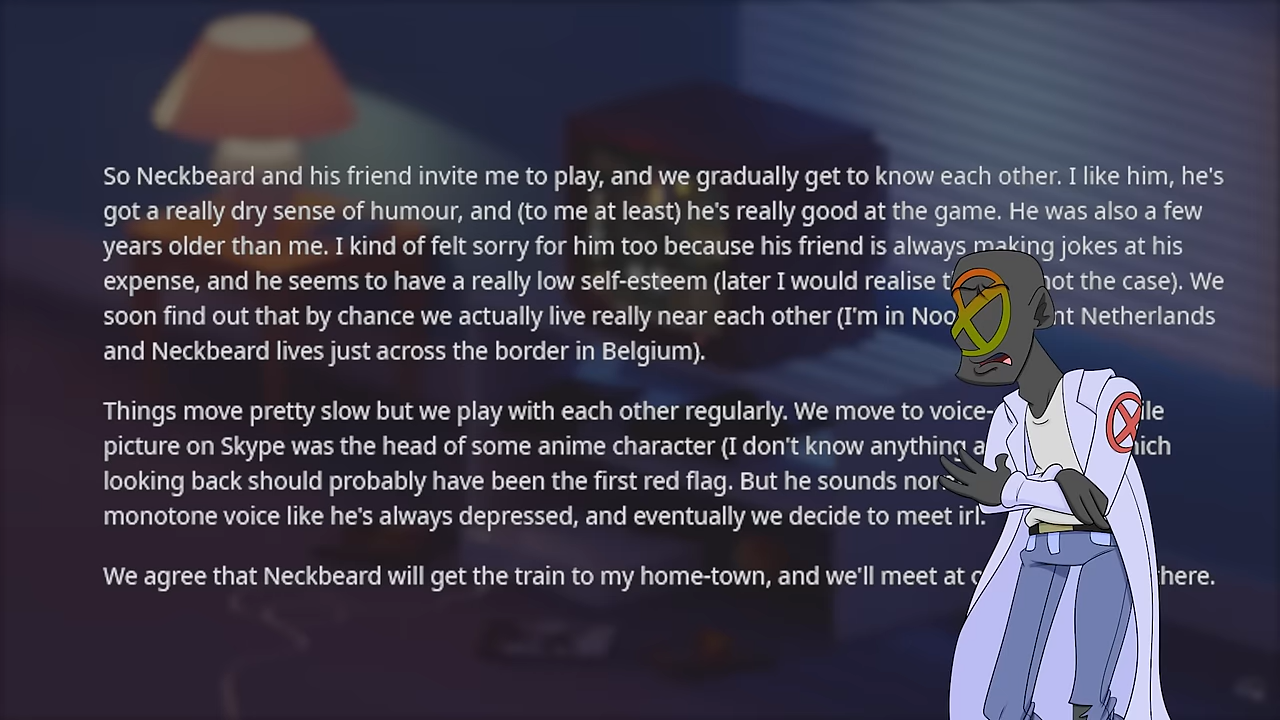 So Neckbeard and his friend invite me to play, and we gradually get to know each other. I like him, he's
got a really dry sense of humour, and (to me at least) he's really good at the game. He was also a few
years older than me. I kind of felt sorry for him too because his friend is always making jokes at his
expense, and he seems to have a really low self-esteem (later I would realise not the case). We
soon find out that by chance we actually live really near each other (I'm in Netherlands
and Neckbeard lives just across the border in Belgium).
Things move pretty slow but we play with each other regularly. We move to voice-
picture on Skype was the head of some anime character (I don't know anything
looking back should probably have been the first red flag. But he sounds
monotone voice like he's always depressed, and eventually we decide to meet irl.
We agree that Neckbeard will get the train to my home-town, and we'll meet at there.